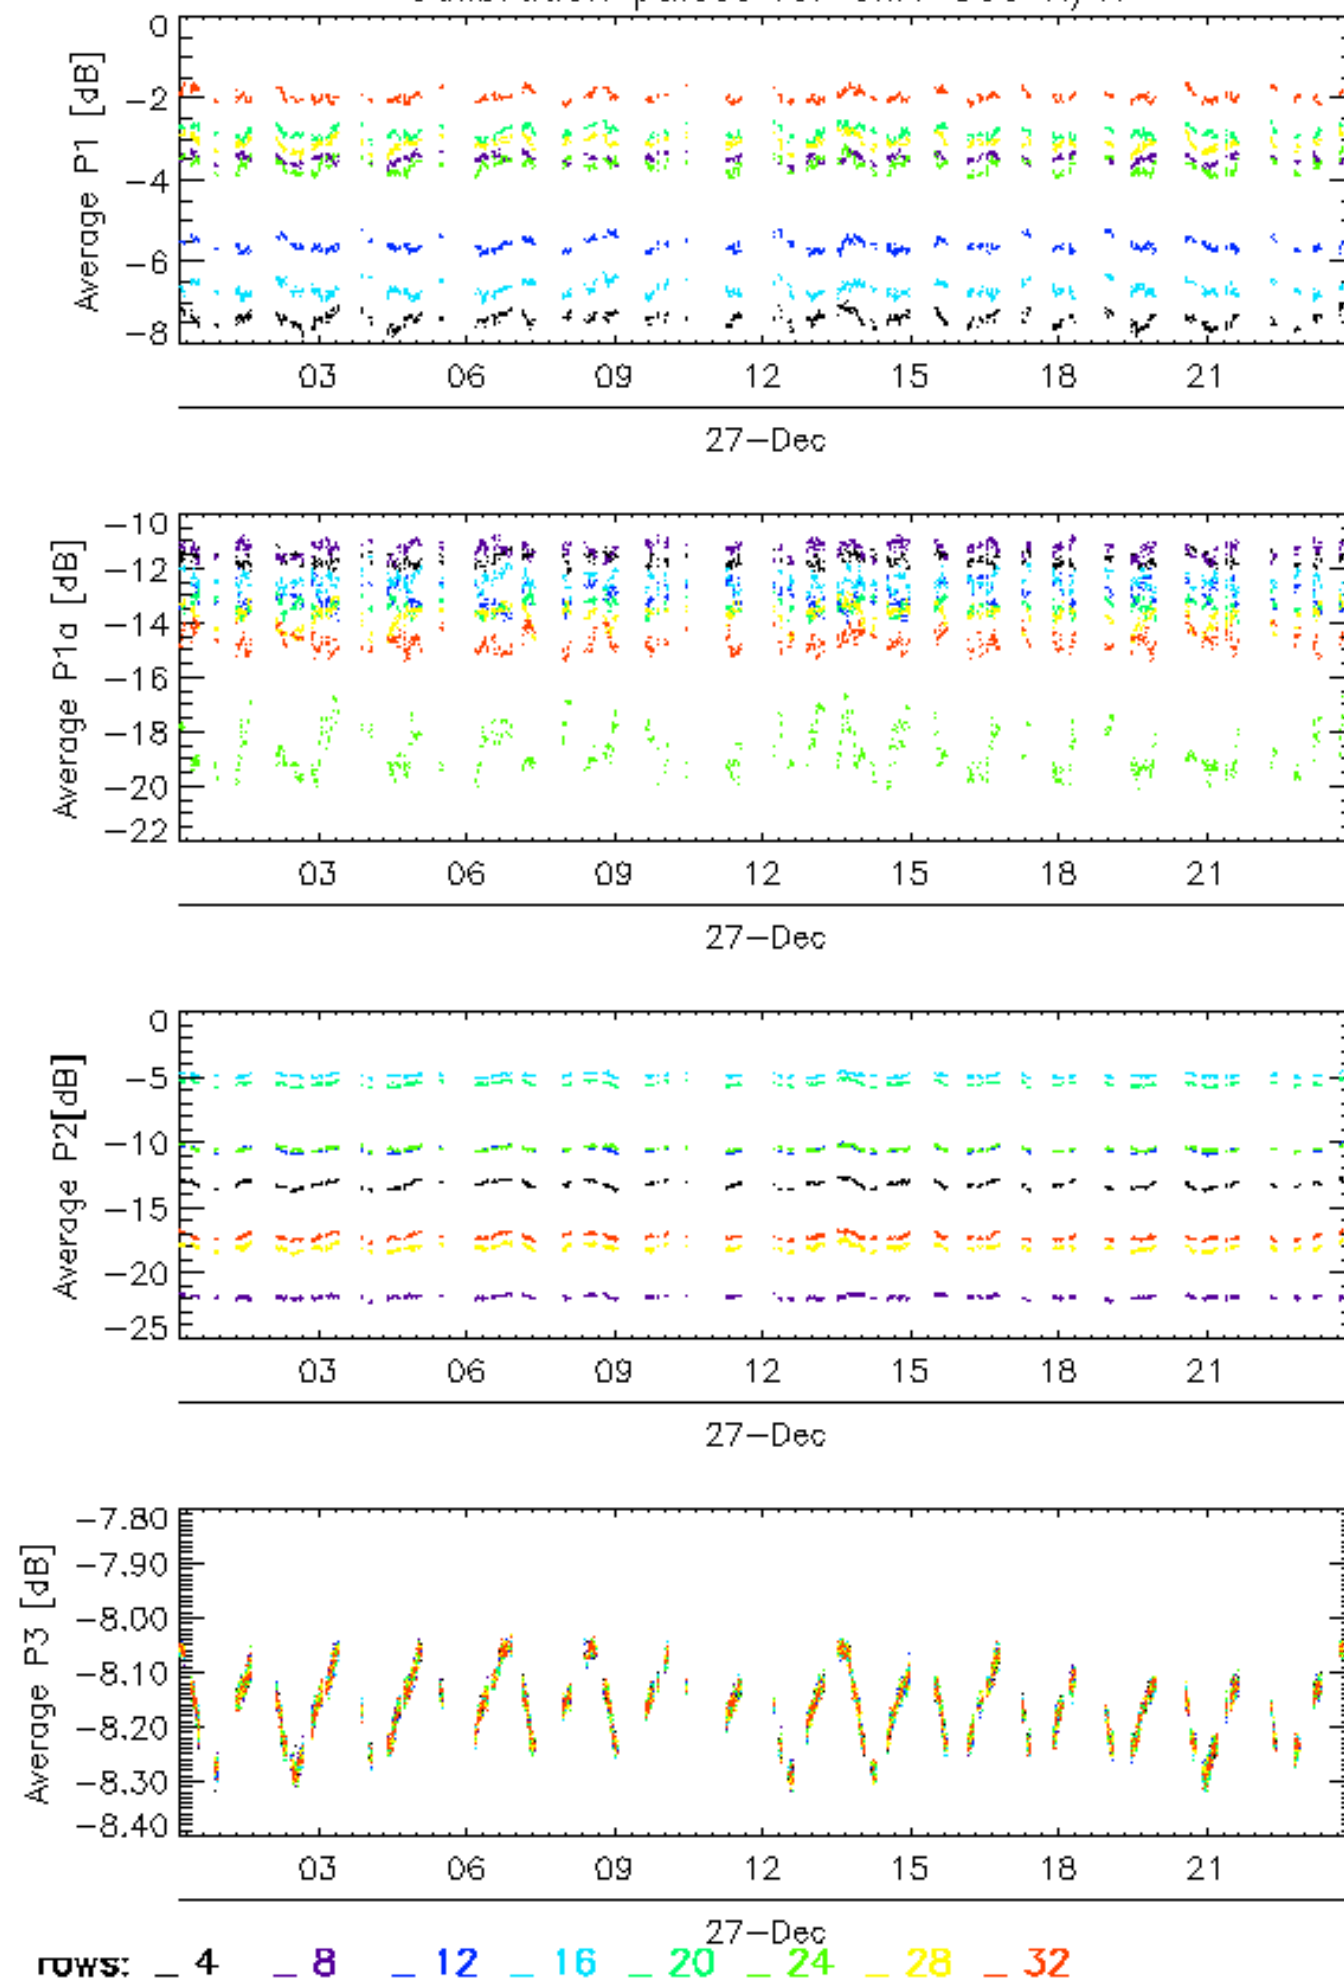 0
−2
−4
−6
−8
Average P1 [dB]
03 06 09 12 15 18 21
27−Dec
−10
−12
−14
−16
−18
−20
−22
Average P1a [dB]
03 06 09 12 15 18 21
27−Dec
0
−5
−10
−15
−20
−25
Average P2[dB]
03 06 09 12 15 18 21
27−Dec
−7.80
−7.90
−8.00
−8.10
−8.20
−8.30
−8.40
Average P3 [dB]
03 06 09 12 15 18 21
27−Dec
rows: _ 4 _ 8 _ 12 _ 16 _ 20 _ 24 _ 28 _ 32